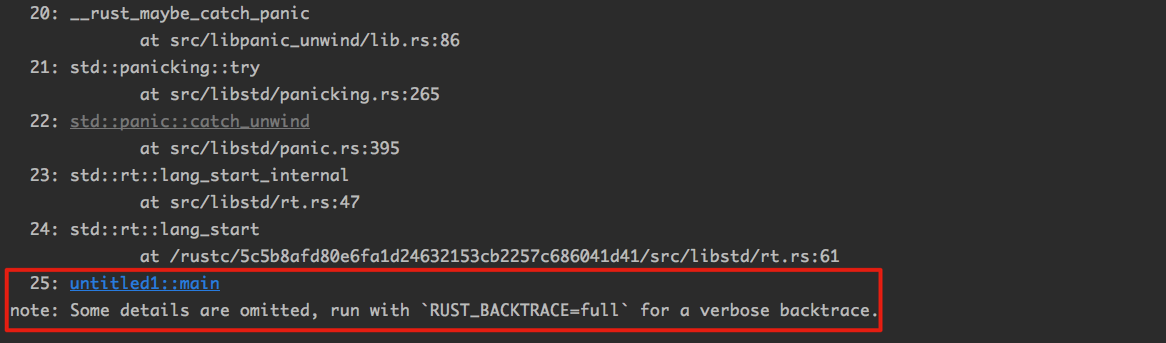 20: __rust_maybe_catch_panic
at src/libpanic_unwind/lib.rs:86
21: std::panicking::try
at src/libstd/panicking.rs:265
22: std::panic::catch_unwind
at src/libstd/panic.rs:395
23: std::rt::lang_start_internal
at src/libstd/rt.rs:47
24: std::rt::lang_start
at /rustc/5c5b8afd80e6fa1d24632153cb2257c686041d41/src/libstd/rt.rs:61
25: untitled1::main
note: Some details are omitted, run with `RUST_BACKTRACE=full` for a verbose backtrace.